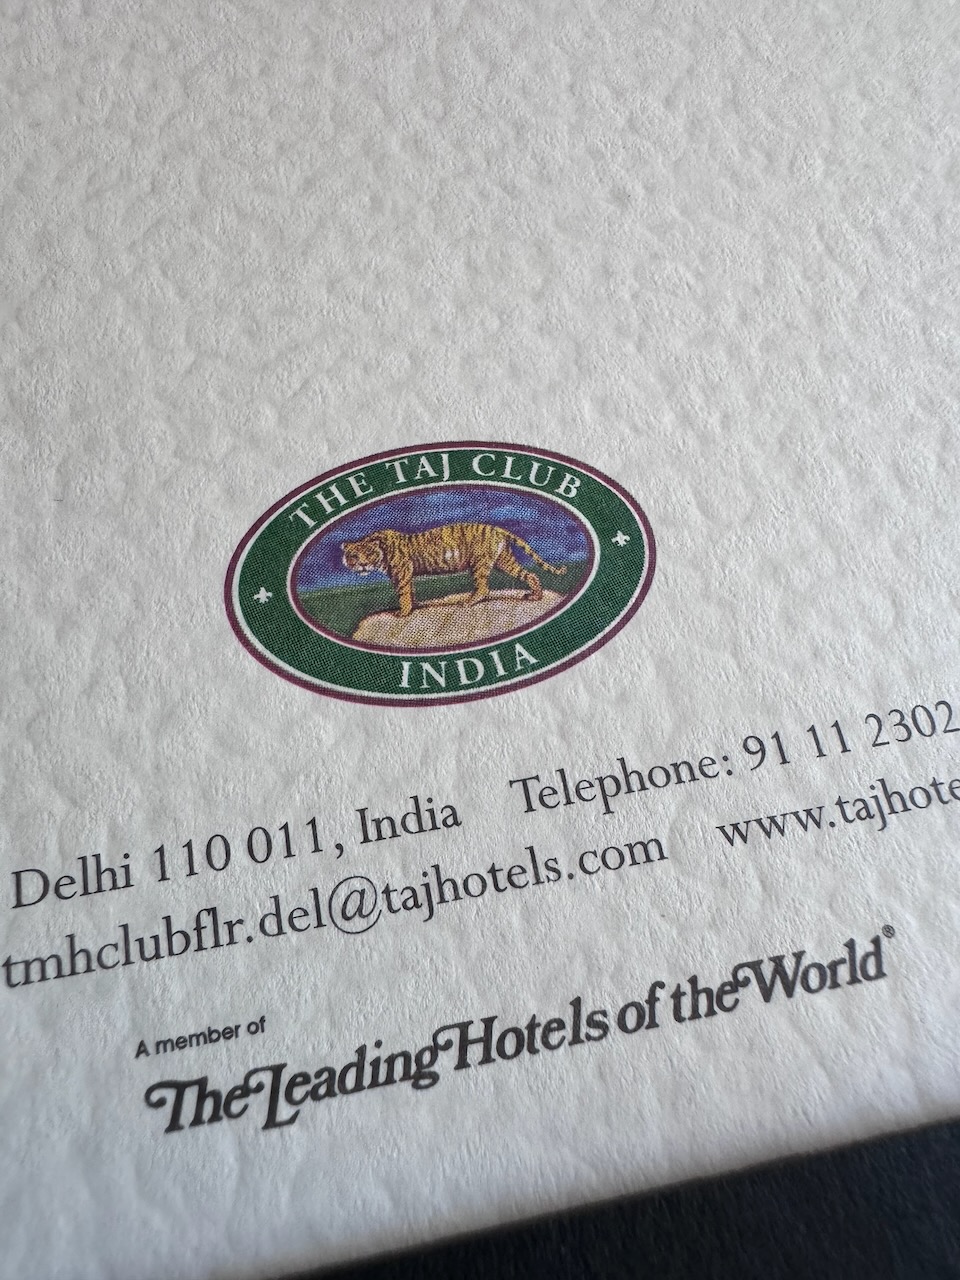 THE TAJ CLUB
INDIA
Delhi 110 011, India Telephone: 91 11 2302
tmhclubflr.del@tajhotels.com www.tajhote
A member of
The Leading Hotels of the World®